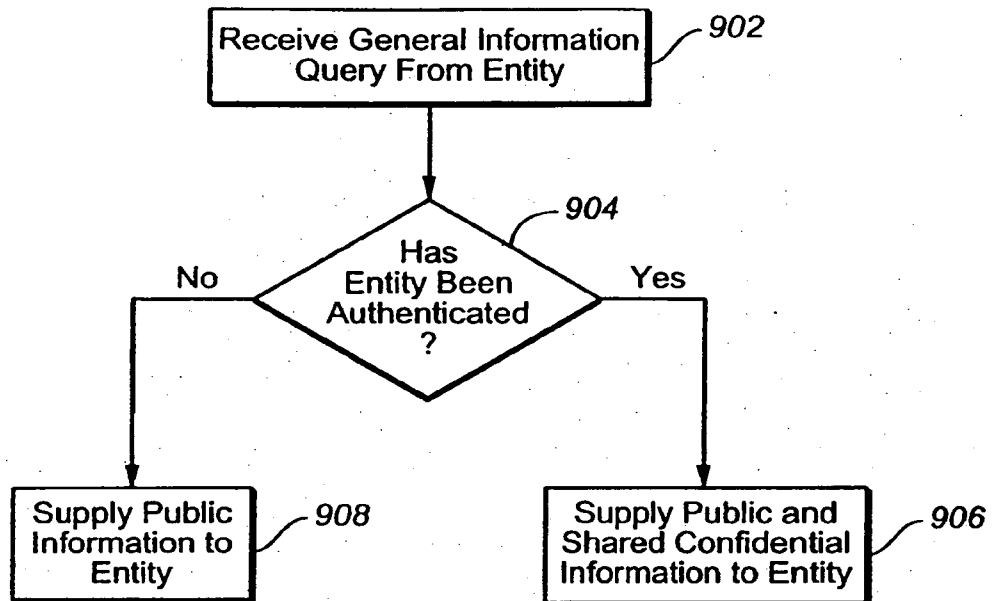 Receive General Information
Query From Entity
902
904
Has
Entity Been
Authenticated
?
No
Yes
Supply Public
Information to
Entity
908
Supply Public and
Shared Confidential
Information to Entity
906